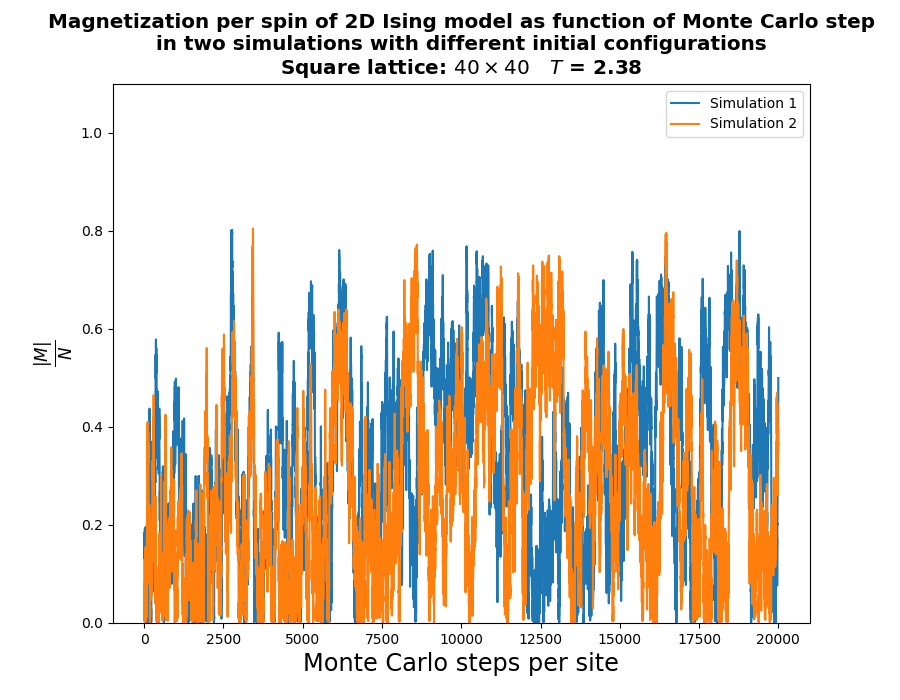 Magnetization per spin of 2D Ising model as function of Monte Carlo step
in two simulations with different initial configurations
Square lattice: 40 × 40 T = 2.38
Simulation 1
Simulation 2
1.0
0.8
0.6
0.4
0.2
0.0
|M|
N
0 2500 5000 7500 10000 12500 15000 17500 20000
Monte Carlo steps per site